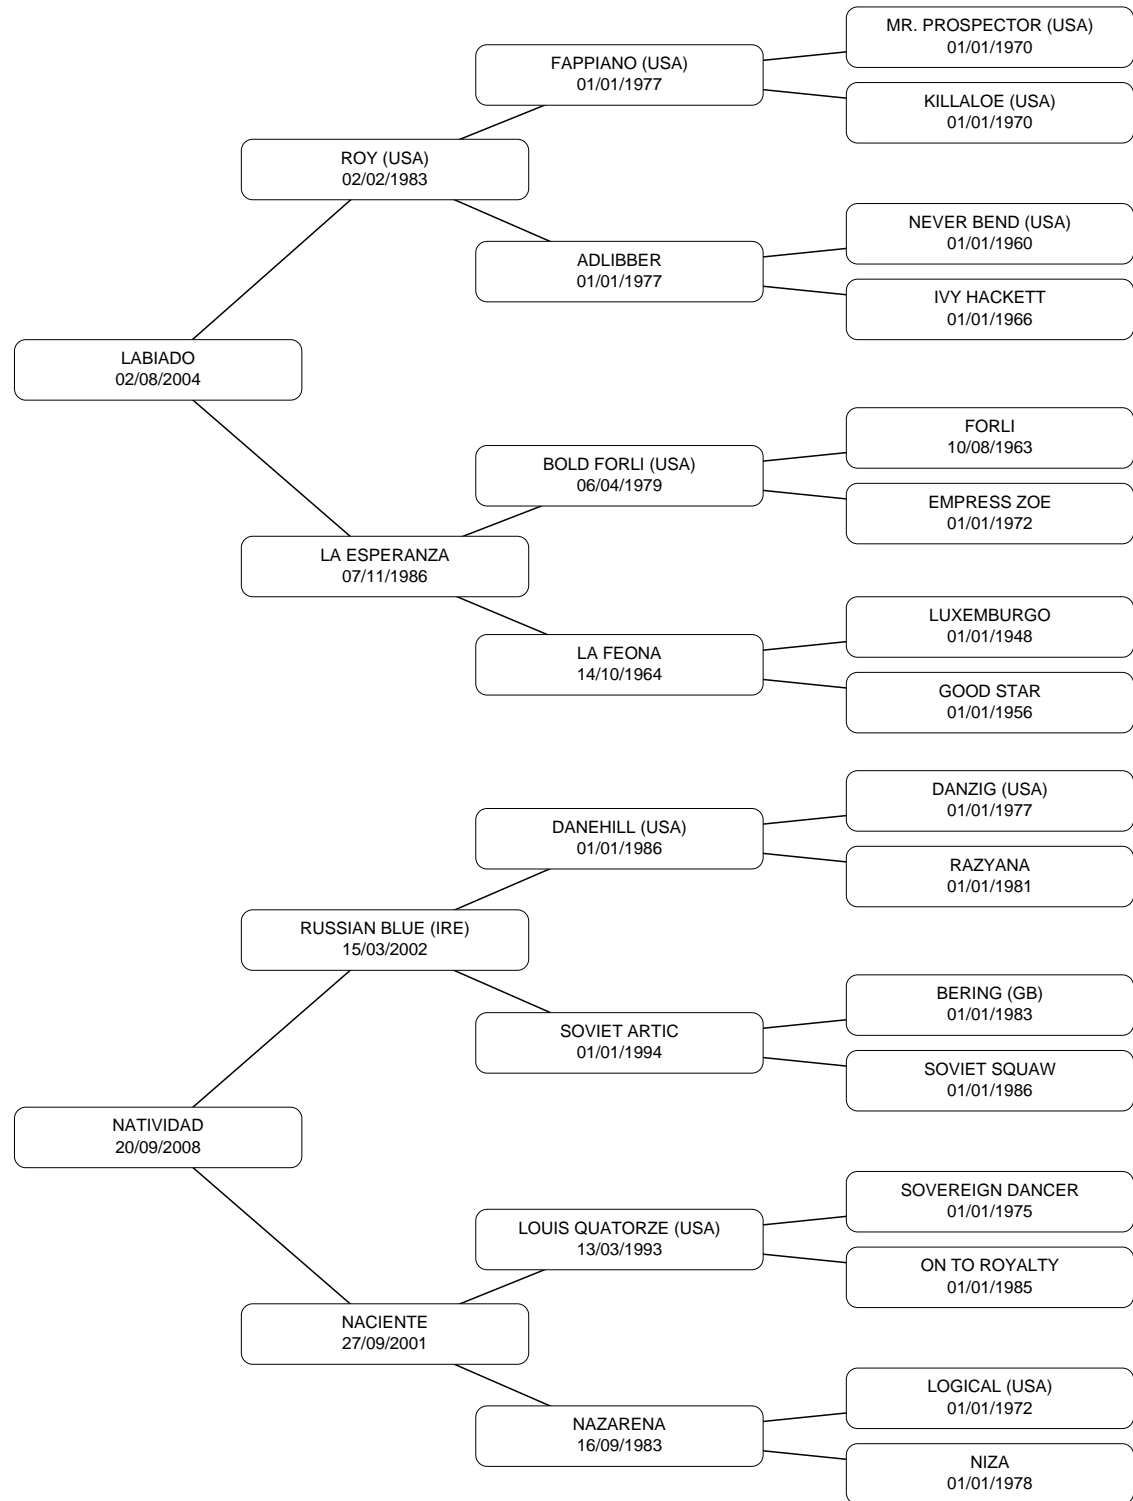 MR. PROSPECTOR (USA)
01/01/1970
FAPPIANO (USA)
01/01/1977
KILLALOE (USA)
01/01/1970
ROY (USA)
02/02/1983
NEVER BEND (USA)
01/01/1960
ADLIBBER
01/01/1977
IVY HACKETT
01/01/1966
LABIADO
02/08/2004
FORLI
10/08/1963
BOLD FORLI (USA)
06/04/1979
EMPRESS ZOE
01/01/1972
LA ESPERANZA
07/11/1986
LUXEMBURGO
01/01/1948
LA FEONA
14/10/1964
GOOD STAR
01/01/1956
DANZIG (USA)
01/01/1977
DANEHILL (USA)
01/01/1986
RAZYANA
01/01/1981
RUSSIAN BLUE (IRE)
15/03/2002
BERING (GB)
01/01/1983
SOVIET ARTIC
01/01/1994
SOVIET SQUAW
01/01/1986
NATIVIDAD
20/09/2008
SOVEREIGN DANCER
01/01/1975
LOUIS QUATORZE (USA)
13/03/1993
ON TO ROYALTY
01/01/1985
NACIENTE
27/09/2001
LOGICAL (USA)
01/01/1972
NAZARENA
16/09/1983
NIZA
01/01/1978